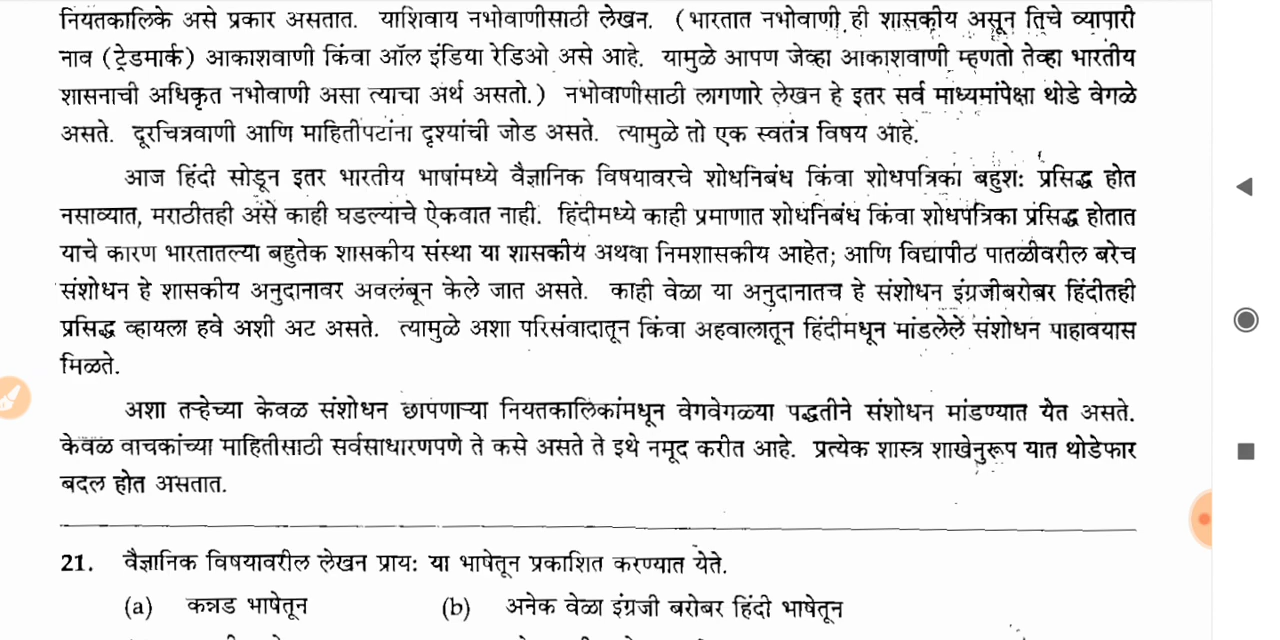 नियतकालिके असे प्रकार असतात. याशिवाय नभोवाणीसाठी लेखन. (भारतात नभोवाणी ही शासकीय असून तिचे व्यापारी
नाव (ट्रेडमार्क) आकाशवाणी किंवा ऑल इंडिया रेडिओ असे आहे. यामुळे आपण जेव्हा आकाशवाणी म्हणतो तेव्हा भारतीय
शासनाची अधिकृत नभोवाणी असा त्याचा अर्थ असतो.) नभोवाणीसाठी लागणारे लेखन हे इतर सर्व माध्यमांपेक्षा थोडे वेगळे
असते. दूरचित्रवाणी आणि माहितीपटांना दृश्यांची जोड असते. त्यामुळे तो एक स्वतंत्र विषय आहे.
आज हिंदी सोडून इतर भारतीय भाषांमध्ये वैज्ञानिक विषयावरचे शोधनिबंध किंवा शोधपत्रिका बहुश: प्रसिद्ध होत
नसाव्यात, मराठीतही असे काही घडल्याचे ऐकवात नाही. हिंदीमध्ये काही प्रमाणात शोधनिबंध किंवा शोधपत्रिका प्रसिद्ध होतात
याचे कारण भारतातल्या बहुतेक शासकीय संस्था या शासकीय अथवा निमशासकीय आहेत; आणि विद्यापीठ पातळीवरील बरेच
संशोधन हे शासकीय अनुदानावर अवलंबून केले जात असते. काही वेळा या अनुदानातच हे संशोधन इंग्रजीबरोबर हिंदीतही
प्रसिद्ध व्हायला हवे अशी अट असते. त्यामुळे अशा परिसंवादातून किंवा अहवालातून हिंदीमधून मांडलेले संशोधन पाहावयास
मिळते.
अशा तऱ्हेच्या केवळ संशोधन छापणाऱ्या नियतकालिकांमधून वेगवेगळ्या पद्धतीने संशोधन मांडण्यात येत असते.
केवळ वाचकांच्या माहितीसाठी सर्वसाधारणपणे ते कसे असते ते इथे नमूद करीत आहे. प्रत्येक शास्त्र शाखेनुरूप यात थोडेफार
बदल होत असतात.
21. वैज्ञानिक विषयावरील लेखन प्राय: या भाषेतून प्रकाशित करण्यात येते.
(a) कन्नड भाषेतून (b) अनेक वेळा इंग्रजी बरोबर हिंदी भाषेतून